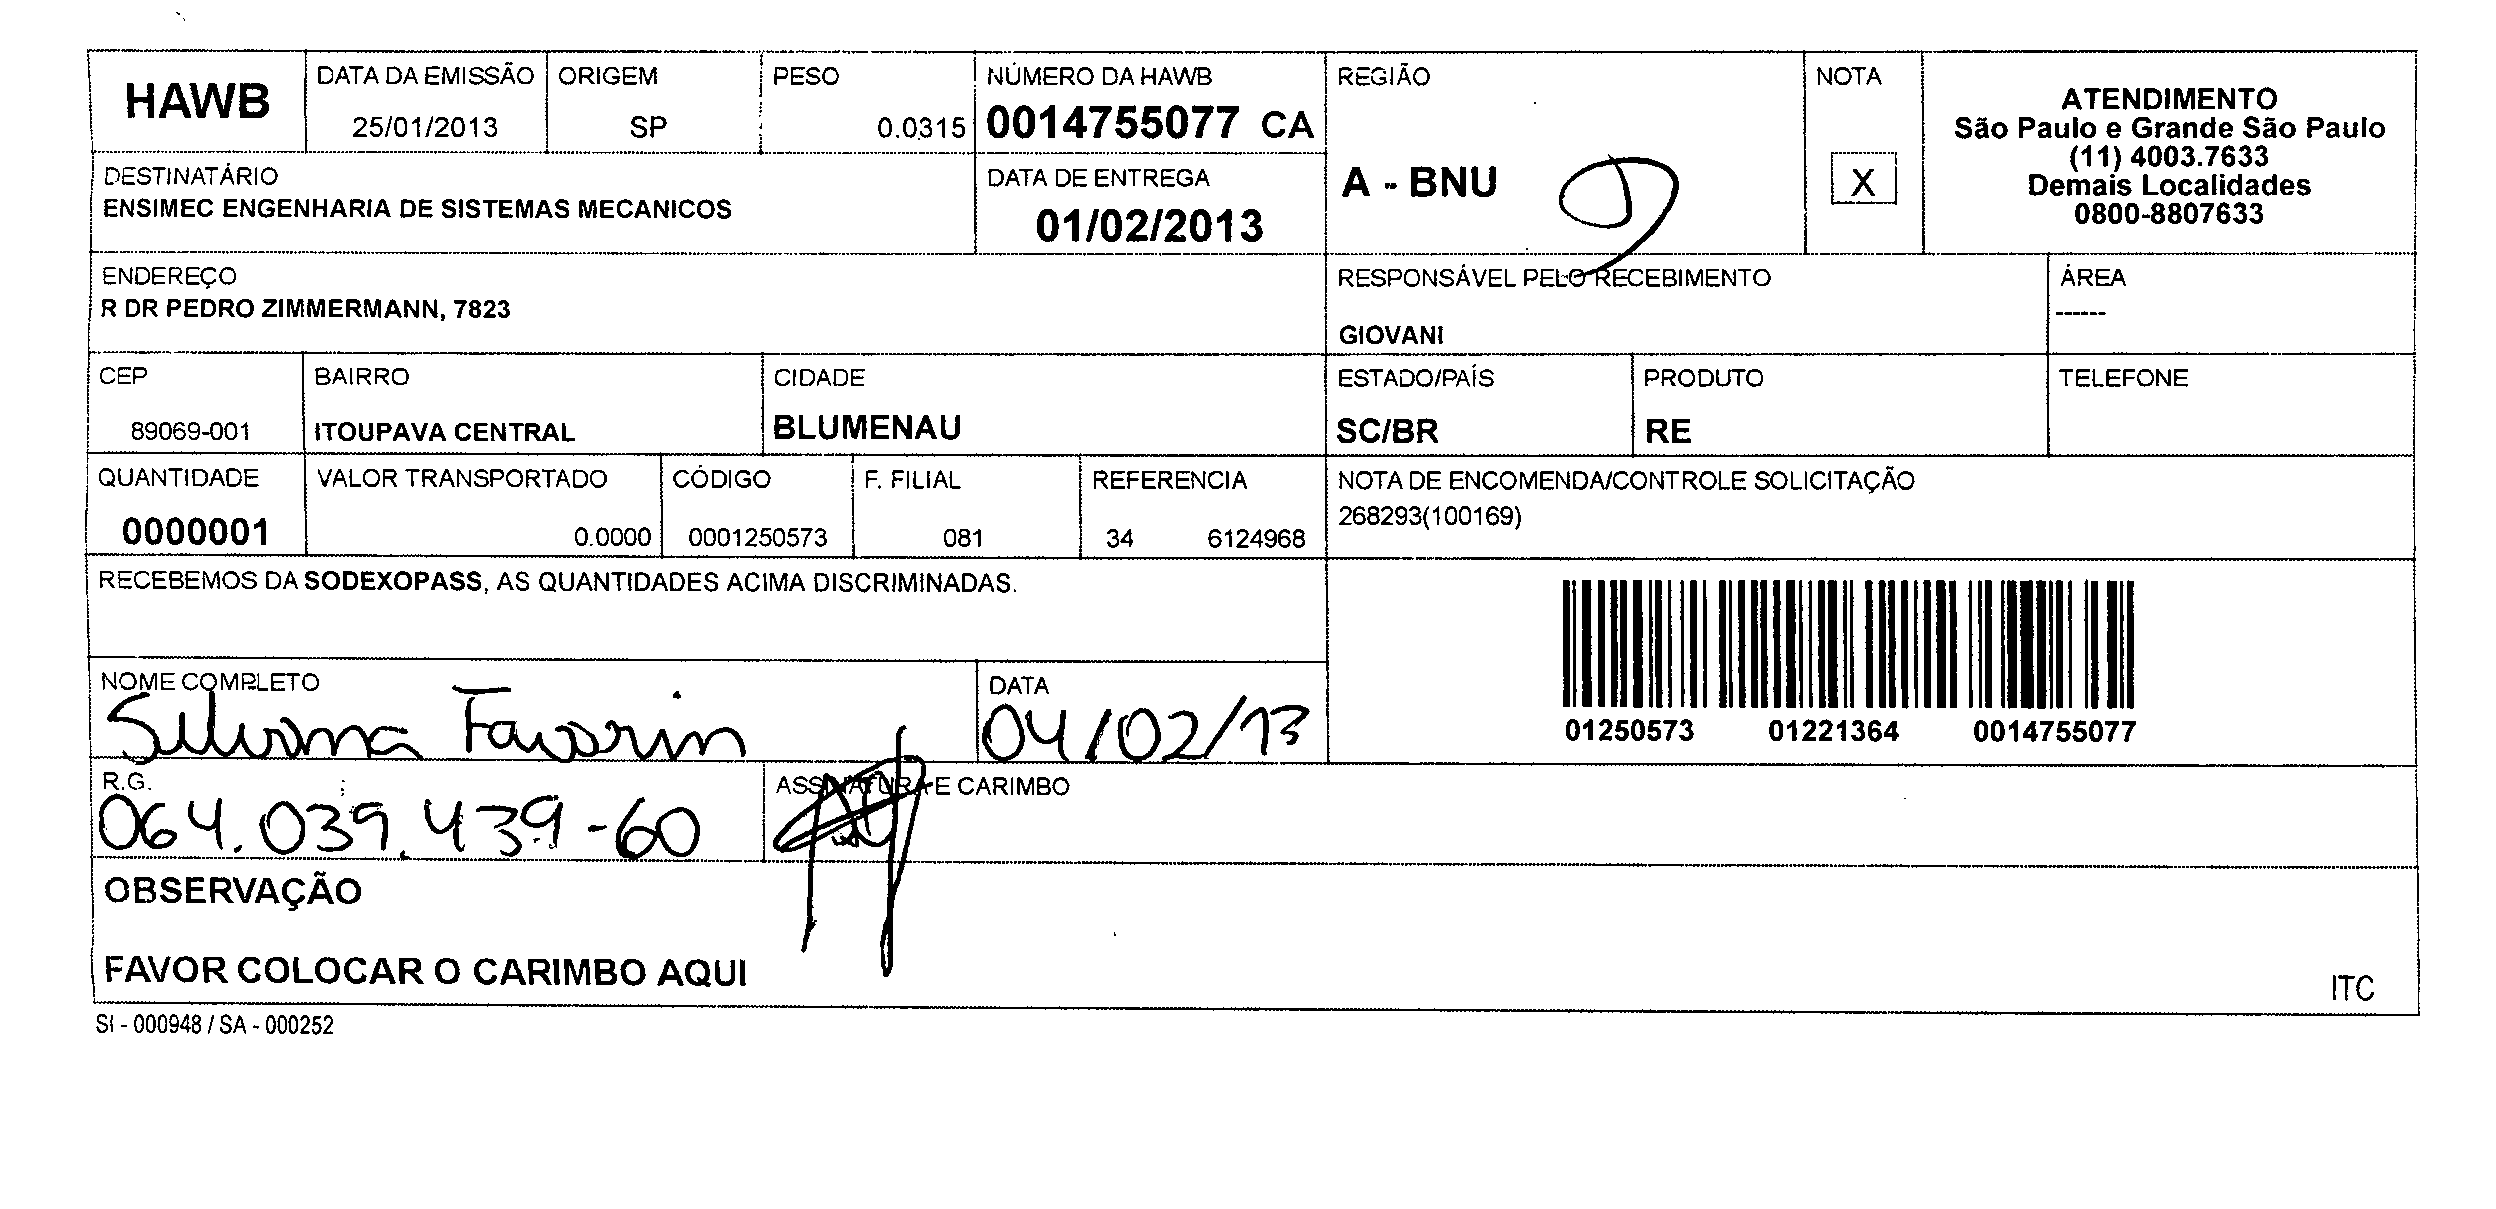 HAWB
DATA DA EMISSÃO
25/01/2013
ORIGEM
SP
PESO
0.0315
NÚMERO DA HAWB
0014755077 CA
REGIÃO
A - BNU
NOTA
X
ATENDIMENTO
São Paulo e Grande São Paulo
(11) 4003.7633
Demais Localidades
0800-8807633
DESTINATÁRIO
ENSIMEC ENGENHARIA DE SISTEMAS MECANICOS
DATA DE ENTREGA
01/02/2013
ENDEREÇO
R DR PEDRO ZIMMERMANN, 7823
RESPONSÁVEL PELO RECEBIMENTO
GIOVANI
ÁREA
------
CEP
89069-001
BAIRRO
ITOUPAVA CENTRAL
CIDADE
BLUMENAU
ESTADO/PAÍS
SC/BR
PRODUTO
RE
TELEFONE
QUANTIDADE
0000001
VALOR TRANSPORTADO
0.0000
CÓDIGO
0001250573
F. FILIAL
081
REFERENCIA
34 6124968
NOTA DE ENCOMENDA/CONTROLE SOLICITAÇÃO
268293(100169)
RECEBEMOS DA SODEXOPASS, AS QUANTIDADES ACIMA DISCRIMINADAS.
01250573 01221364 0014755077
NOME COMPLETO
Silvana Favorin
DATA
04/02/13
R.G.
064.039.439-60
ASSINATURA E CARIMBO
OBSERVAÇÃO
FAVOR COLOCAR O CARIMBO AQUI
ITC
SI - 000948 / SA - 000252